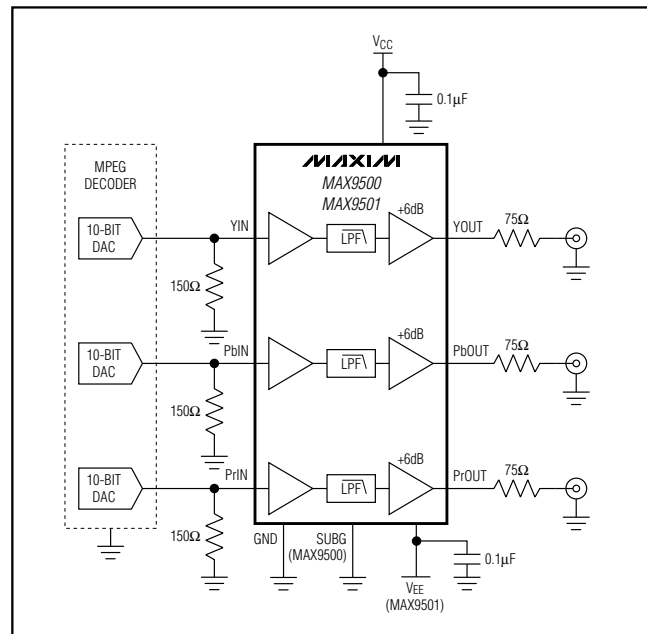 VCC
0.1µF
MPEG
DECODER
MAXIM
MAX9500
MAX9501
10-BIT
DAC
YIN
LPF
+6dB
YOUT
75Ω
150Ω
10-BIT
DAC
PbIN
LPF
+6dB
PbOUT
75Ω
150Ω
10-BIT
DAC
PrIN
LPF
+6dB
PrOUT
75Ω
150Ω
GND
SUBG
(MAX9500)
0.1µF
VEE
(MAX9501)